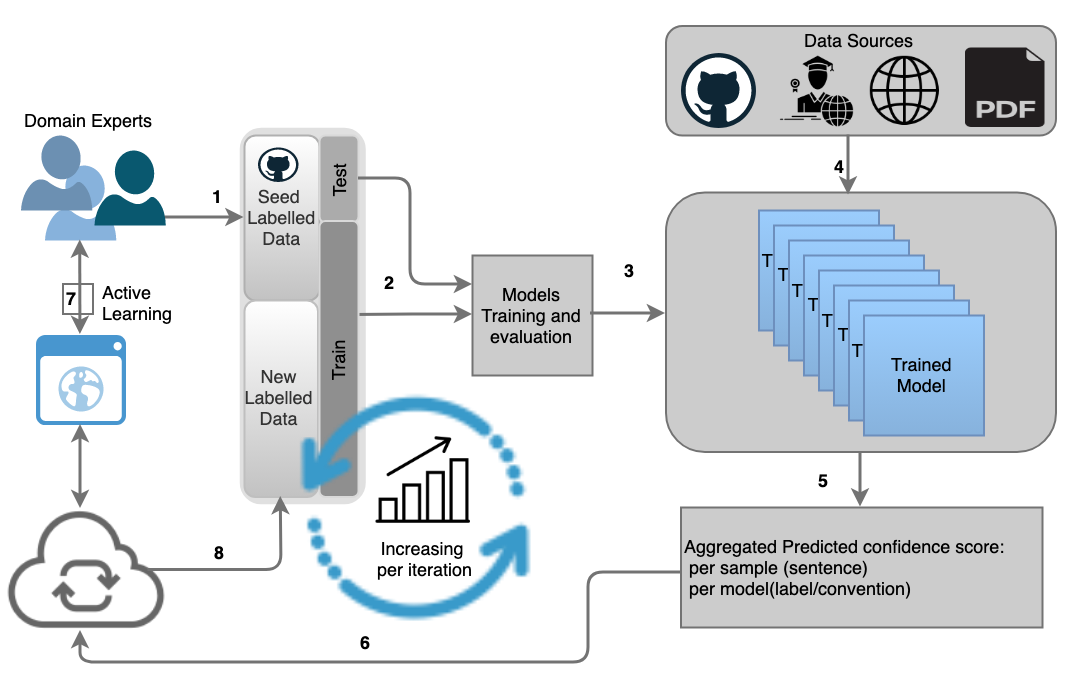 Data Sources
PDF
Domain Experts
1
Seed
Labelled
Data
Test
4
7
Active
Learning
2
Models
Training and
evaluation
3
T
T
T
T
T
T
T
Trained
Model
New
Labelled
Data
Train
5
Increasing
per iteration
8
Aggregated Predicted confidence score:
per sample (sentence)
per model(label/convention)
6